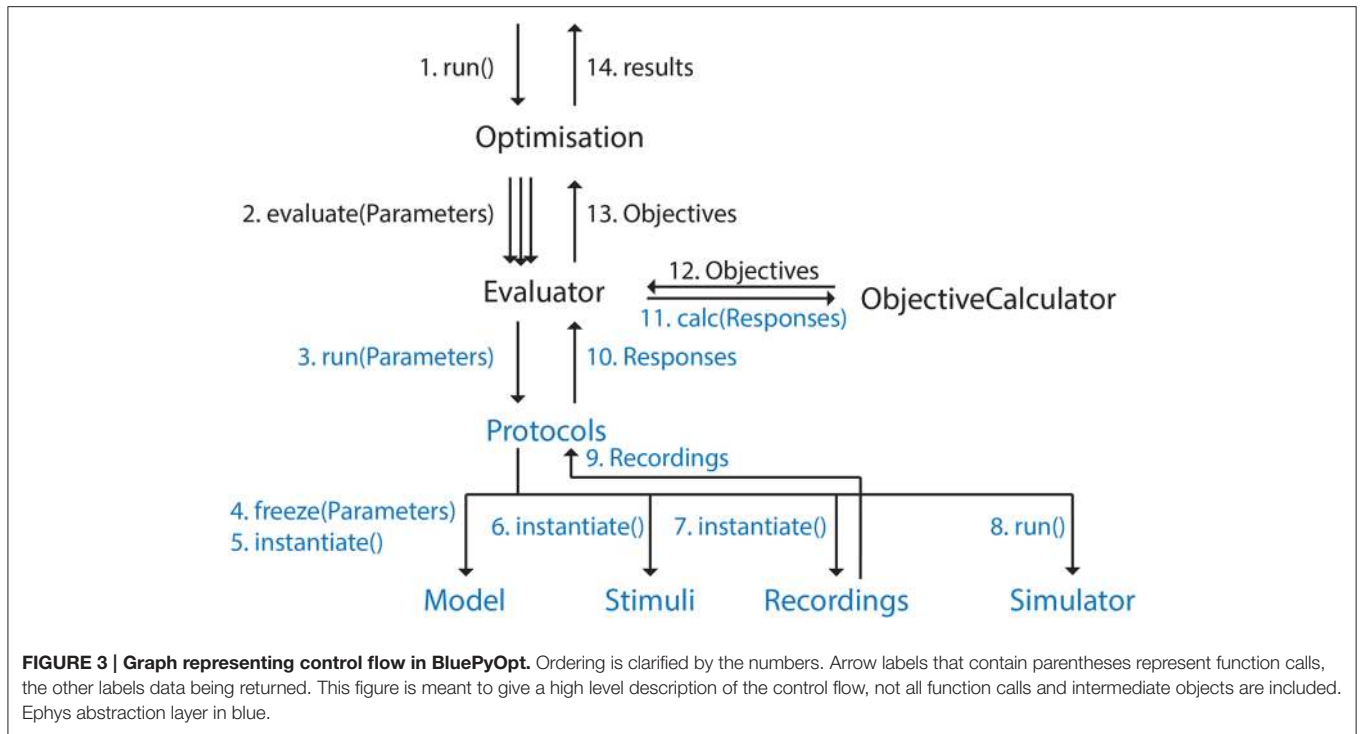 1. run()
14. results
Optimisation
2. evaluate(Parameters)
13. Objectives
12. Objectives
Evaluator
ObjectiveCalculator
11. calc(Responses)
3. run(Parameters)
10. Responses
Protocols
9. Recordings
4. freeze(Parameters)
5. instantiate()
6. instantiate()
7. instantiate()
8. run()
Model
Stimuli
Recordings
Simulator
FIGURE 3 | Graph representing control flow in BluePyOpt. Ordering is clarified by the numbers. Arrow labels that contain parentheses represent function calls,
the other labels data being returned. This figure is meant to give a high level description of the control flow, not all function calls and intermediate objects are included.
Ephys abstraction layer in blue.